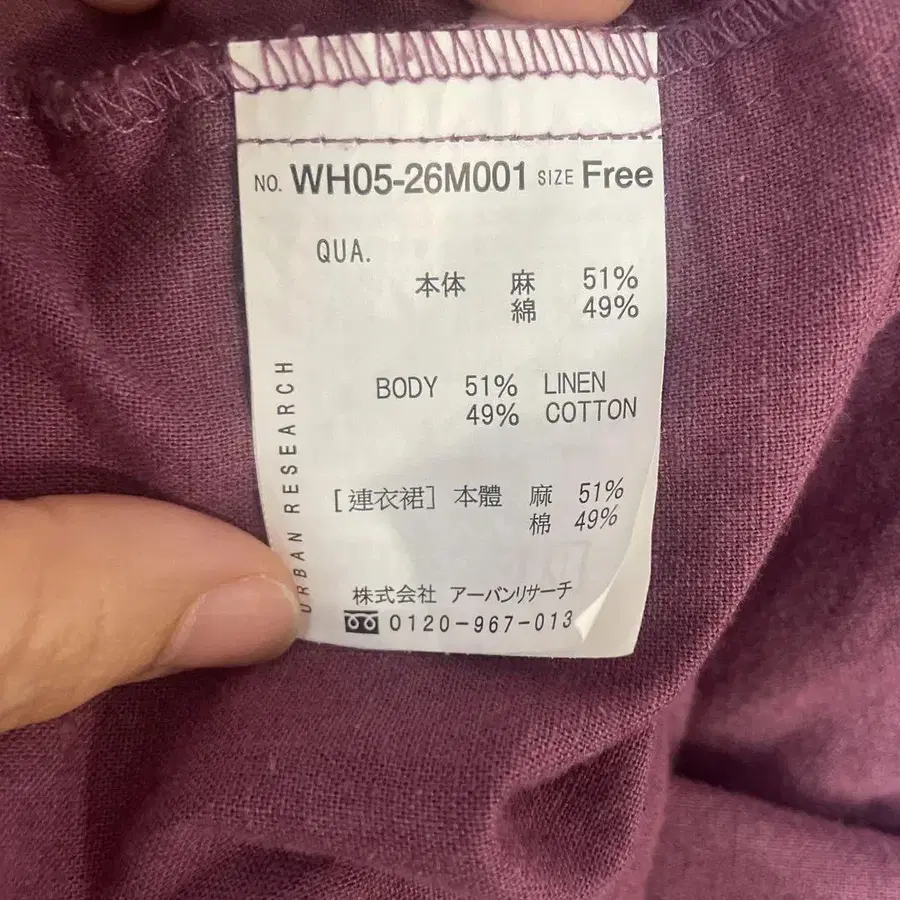 NO. WH05-26M001 SIZE Free
QUA.
本体 麻 51%
綿 49%
BODY 51% LINEN
49% COTTON
[連衣裙] 本體 麻 51%
棉 49%
URBAN RESEARCH
株式会社 アーバンリサーチ
0120-967-013